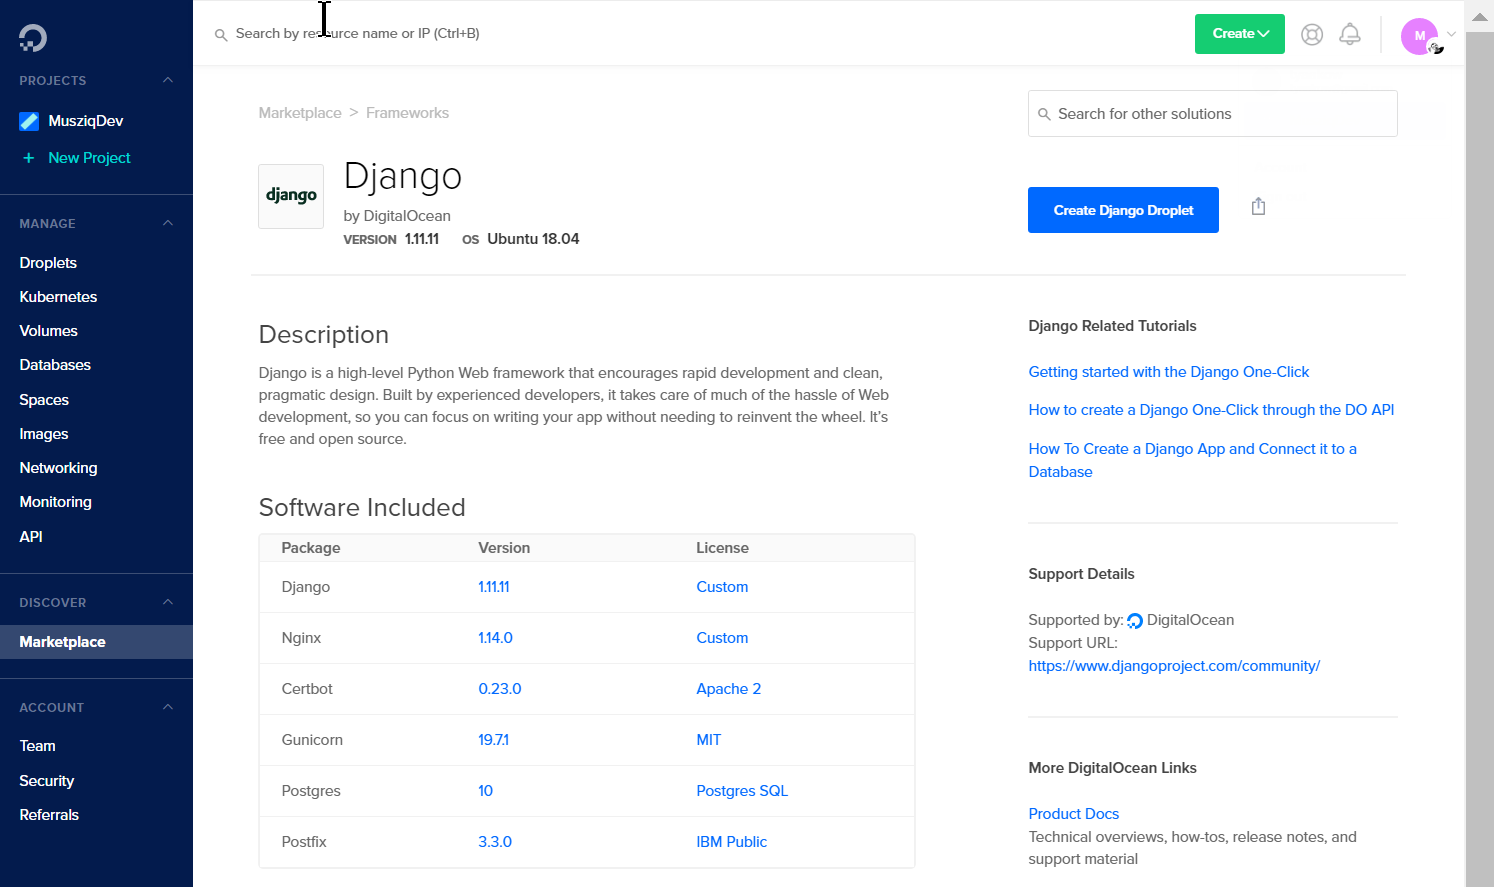 PROJECTS
MusziqDev
+ New Project
MANAGE
Droplets
Kubernetes
Volumes
Databases
Spaces
Images
Networking
Monitoring
API
DISCOVER
Marketplace
ACCOUNT
Team
Security
Referrals
Search by resource name or IP (Ctrl+B)
Create
M
Marketplace > Frameworks
Search for other solutions
django
Django
by DigitalOcean
VERSION 1.11.11 OS Ubuntu 18.04
Create Django Droplet
Description
Django is a high-level Python Web framework that encourages rapid development and clean,
pragmatic design. Built by experienced developers, it takes care of much of the hassle of Web
development, so you can focus on writing your app without needing to reinvent the wheel. It's
free and open source.
Software Included
Package Version License
Django 1.11.11 Custom
Nginx 1.14.0 Custom
Certbot 0.23.0 Apache 2
Gunicorn 19.7.1 MIT
Postgres 10 Postgres SQL
Postfix 3.3.0 IBM Public
Django Related Tutorials
Getting started with the Django One-Click
How to create a Django One-Click through the DO API
How To Create a Django App and Connect it to a
Database
Support Details
Supported by: DigitalOcean
Support URL:
https://www.djangoproject.com/community/
More DigitalOcean Links
Product Docs
Technical overviews, how-tos, release notes, and
support material